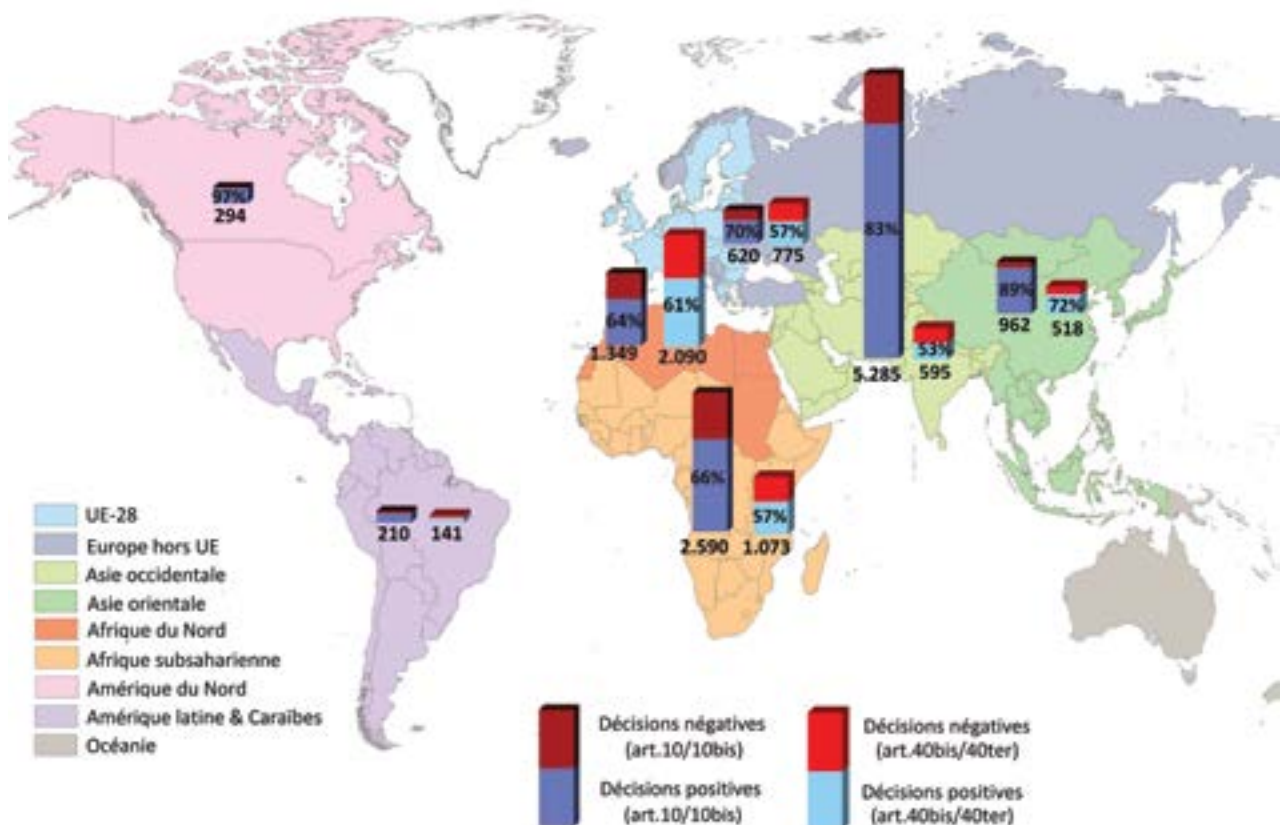 97%
294
70% 57%
620 775
61%
64%
1.349 2.090
83%
89%
72%
962 518
53%
5.285 595
66%
57%
2.590 1.073
210 141
UE-28
Europe hors UE
Asie occidentale
Asie orientale
Afrique du Nord
Afrique subsaharienne
Amérique du Nord
Amérique latine & Caraïbes
Océanie
Décisions négatives
(art.10/10bis)
Décisions positives
(art.10/10bis)
Décisions négatives
(art.40bis/40ter)
Décisions positives
(art.40bis/40ter)